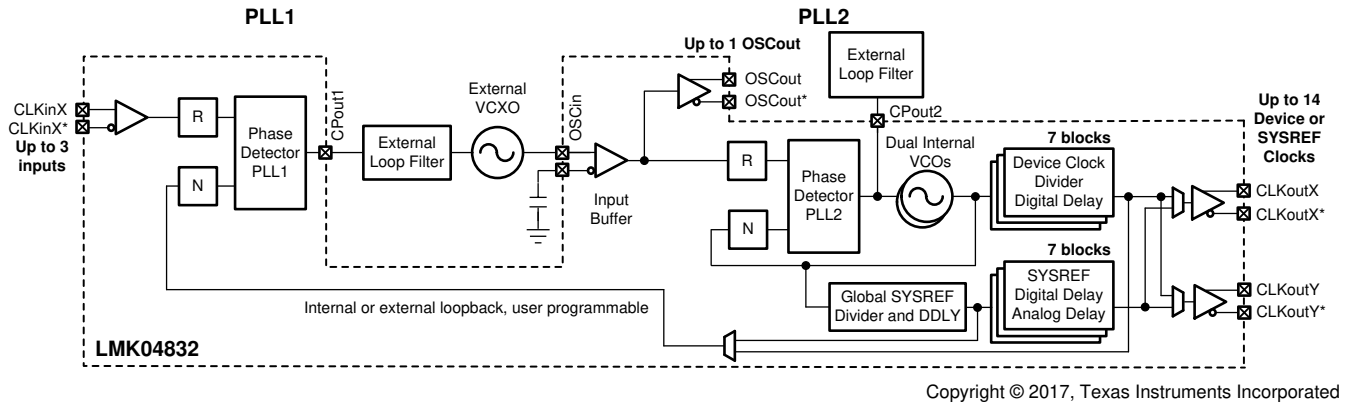 PLL1
PLL2
Up to 1 OSCout
External
Loop Filter
OSCout
OSCout*
CPout2
CLKinX
CLKinX*
Up to 3
inputs
R
N
Phase
Detector
PLL1
CPout1
External
Loop Filter
External
VCXO
OSCin
Input
Buffer
R
N
Phase
Detector
PLL2
Dual Internal
VCOs
7 blocks
Device Clock
Divider
Digital Delay
7 blocks
SYSREF
Digital Delay
Analog Delay
Global SYSREF
Divider and DDLY
Up to 14
Device or
SYSREF
Clocks
CLKoutX
CLKoutX*
CLKoutY
CLKoutY*
Internal or external loopback, user programmable
LMK04832
Copyright © 2017, Texas Instruments Incorporated